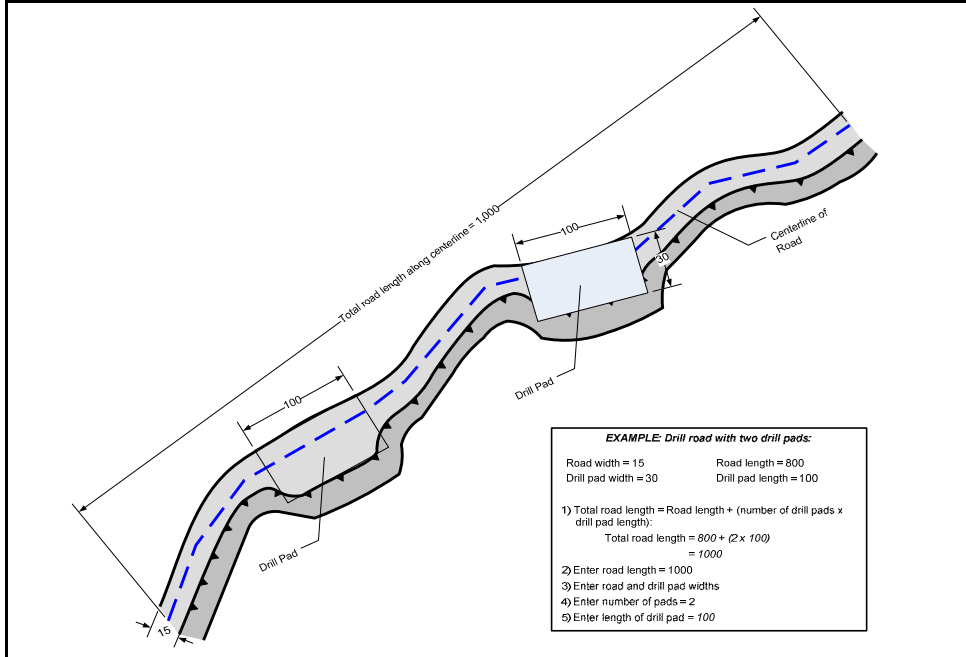 Total road length along centerline = 1,000
100
30
Centerline of
Road
Drill Pad
100
Drill Pad
15
EXAMPLE: Drill road with two drill pads:
Road width = 15 Road length = 800
Drill pad width = 30 Drill pad length = 100
1) Total road length = Road length + (number of drill pads x
drill pad length):
Total road length = 800 + (2 x 100)
= 1000
2) Enter road length = 1000
3) Enter road and drill pad widths
4) Enter number of pads = 2
5) Enter length of drill pad = 100